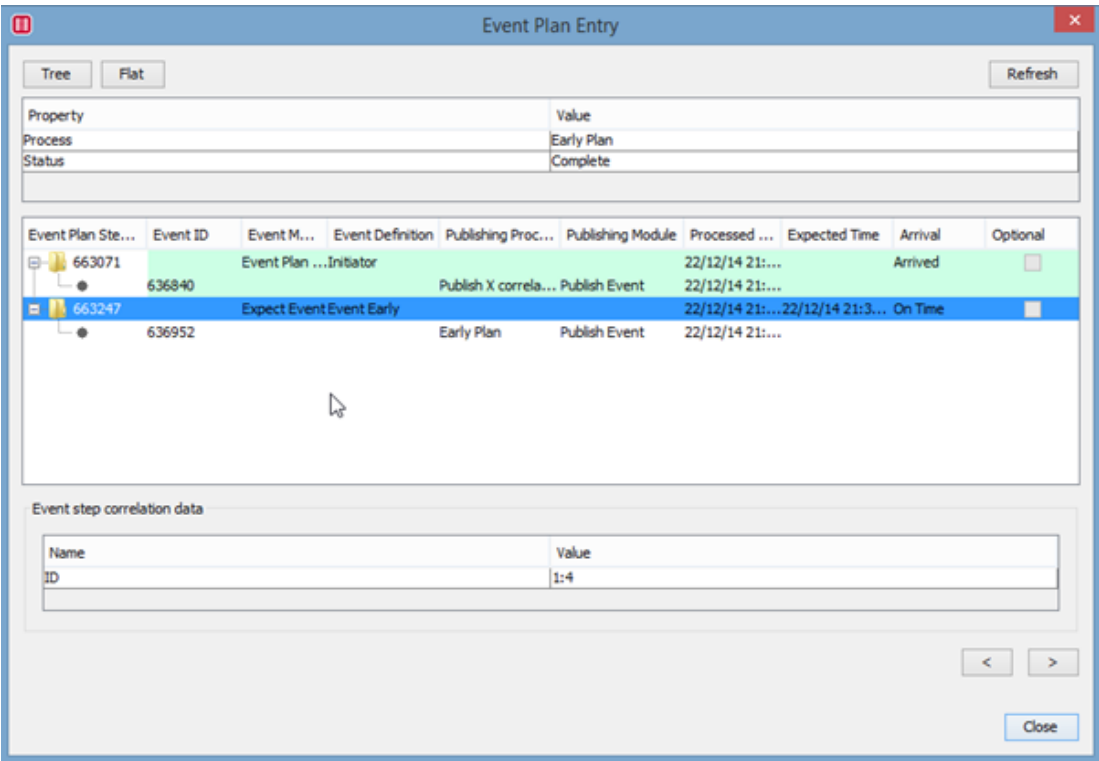 Event Plan Entry
Tree Flat Refresh
Property Value
Process Early Plan
Status Complete
Event Plan Ste... Event ID Event M... Event Definition Publishing Proc... Publishing Module Processed ... Expected Time Arrival Optional
663071 Event Plan ...Initiator 22/12/14 21:... Arrived
636840 Publish X correla... Publish Event 22/12/14 21:...
663247 Expect Event Event Early 22/12/14 21:... 22/12/14 21:3... On Time
636952 Early Plan Publish Event 22/12/14 21:...
Event step correlation data
Name Value
ID 1:4
< >
Close